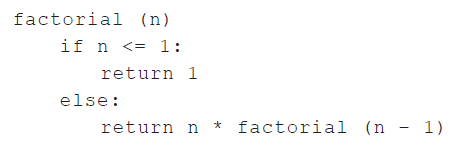 factorial (n)
    if n <= 1:
        return 1
    else:
        return n * factorial (n - 1)